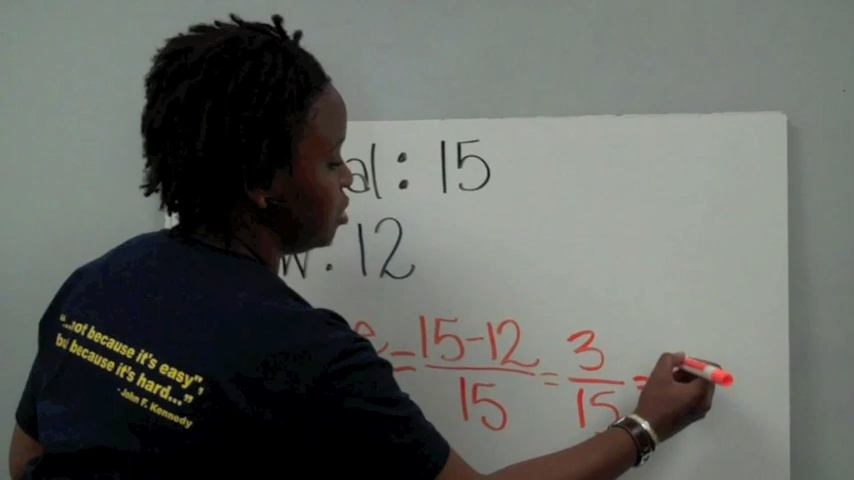 al: 15
w. 12
e = 15-12 / 15 = 3 / 15 =
"...not because it's easy",
but because it's hard..."
- John F. Kennedy